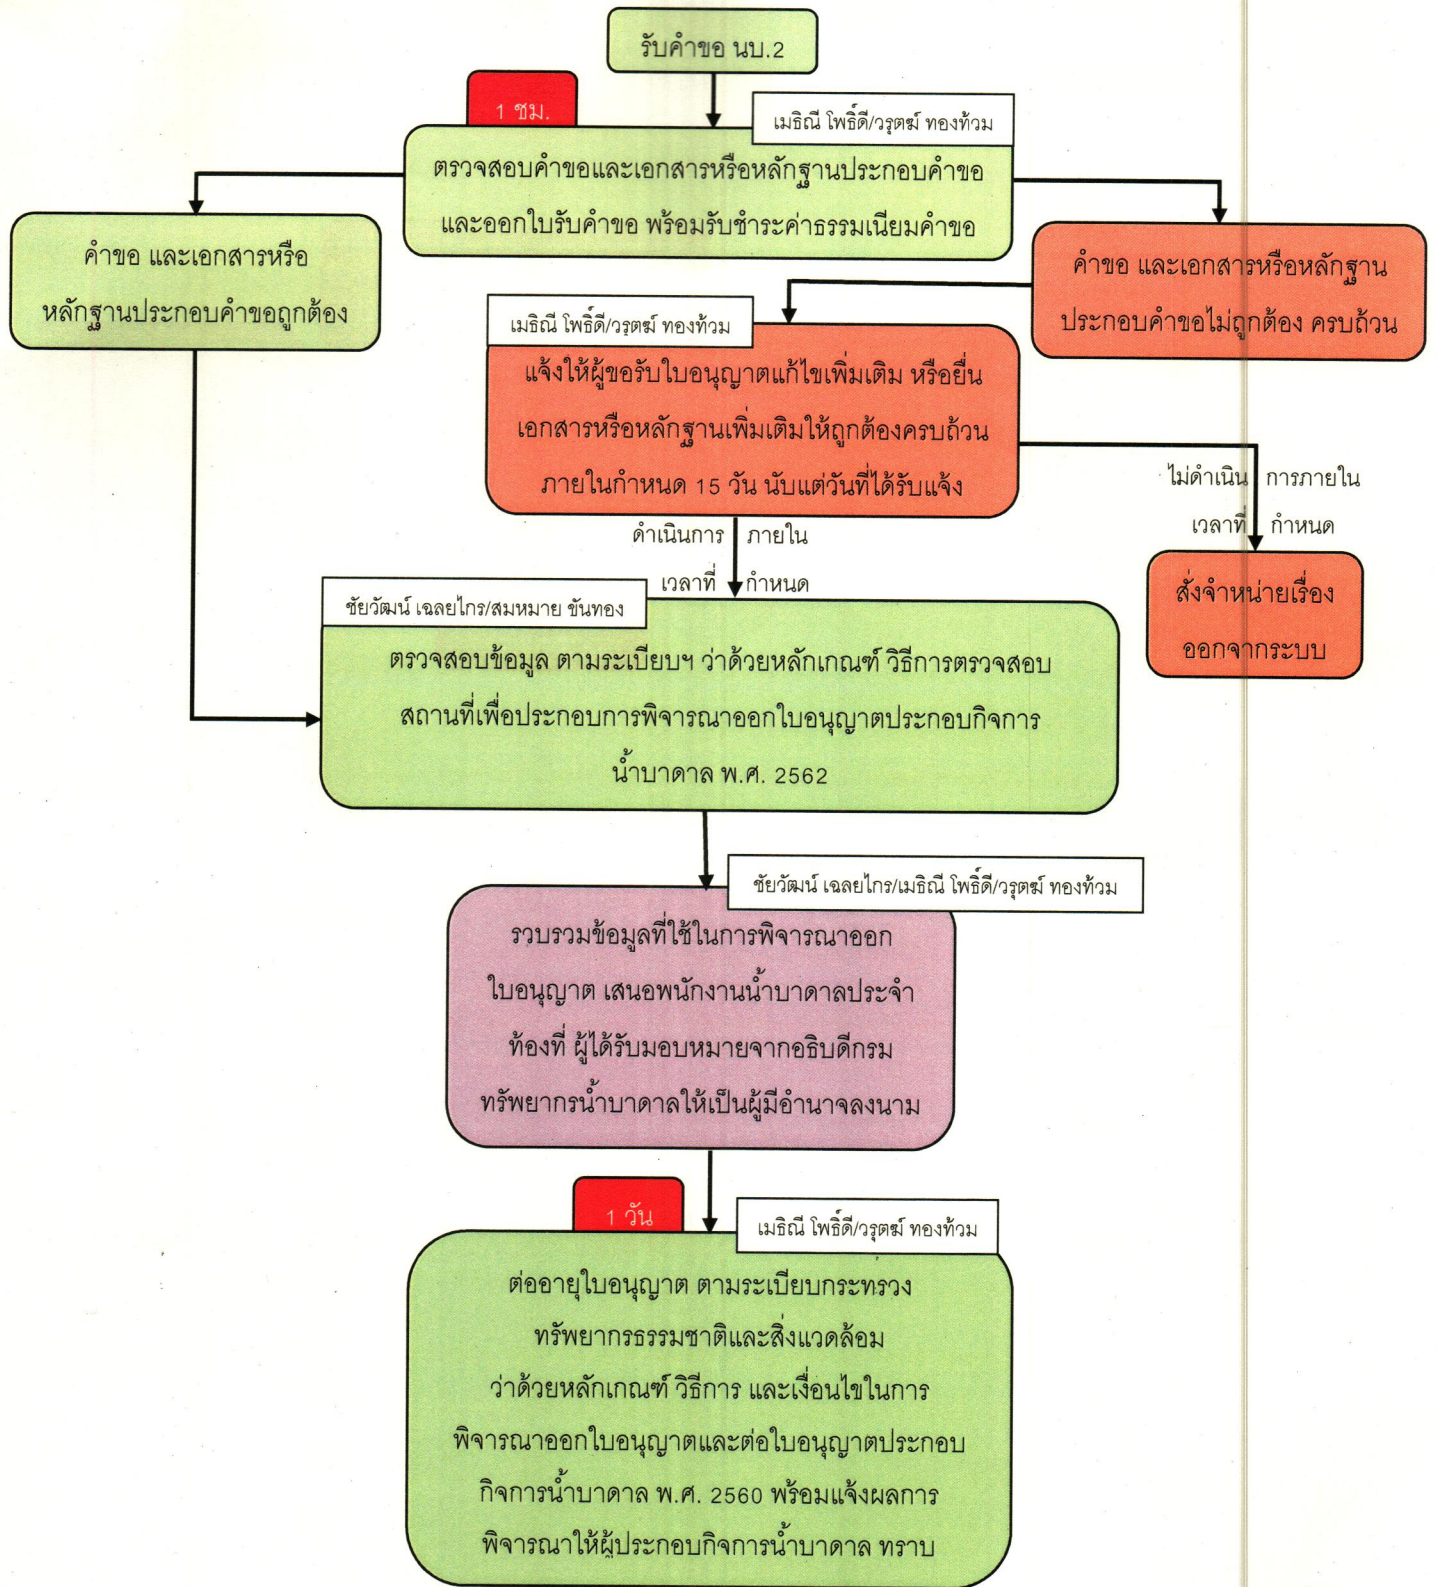 รับคำขอ นบ.2
1 ชม.
เมธิณี โพธิ์ดี/วรุตฆ์ ทองท้วม
ตรวจสอบคำขอและเอกสารหรือหลักฐานประกอบคำขอ
และออกใบรับคำขอ พร้อมรับชำระค่าธรรมเนียมคำขอ
คำขอ และเอกสารหรือ
หลักฐานประกอบคำขอถูกต้อง
คำขอ และเอกสารหรือหลักฐาน
ประกอบคำขอไม่ถูกต้อง ครบถ้วน
เมธิณี โพธิ์ดี/วรุตฆ์ ทองท้วม
แจ้งให้ผู้ขอรับใบอนุญาตแก้ไขเพิ่มเติม หรือยื่น
เอกสารหรือหลักฐานเพิ่มเติมให้ถูกต้องครบถ้วน
ภายในกำหนด 15 วัน นับแต่วันที่ได้รับแจ้ง
ไม่ดำเนิน การภายใน
เวลาที่ กำหนด
ดำเนินการ ภายใน
เวลาที่ กำหนด
สั่งจำหน่ายเรื่อง
ออกจากระบบ
ชัยวัฒน์ เฉลยไกร/สมหมาย ขันทอง
ตรวจสอบข้อมูล ตามระเบียบฯ ว่าด้วยหลักเกณฑ์ วิธีการตรวจสอบ
สถานที่เพื่อประกอบการพิจารณาออกใบอนุญาตประกอบกิจการ
น้ำบาดาล พ.ศ. 2562
ชัยวัฒน์ เฉลยไกร/เมธิณี โพธิ์ดี/วรุตฆ์ ทองท้วม
รวบรวมข้อมูลที่ใช้ในการพิจารณาออก
ใบอนุญาต เสนอพนักงานน้ำบาดาลประจำ
ท้องที่ ผู้ได้รับมอบหมายจากอธิบดีกรม
ทรัพยากรน้ำบาดาลให้เป็นผู้มีอำนาจลงนาม
1 วัน
เมธิณี โพธิ์ดี/วรุตฆ์ ทองท้วม
ต่ออายุใบอนุญาต ตามระเบียบกระทรวง
ทรัพยากรธรรมชาติและสิ่งแวดล้อม
ว่าด้วยหลักเกณฑ์ วิธีการ และเงื่อนไขในการ
พิจารณาออกใบอนุญาตและต่อใบอนุญาตประกอบ
กิจการน้ำบาดาล พ.ศ. 2560 พร้อมแจ้งผลการ
พิจารณาให้ผู้ประกอบกิจการน้ำบาดาล ทราบ